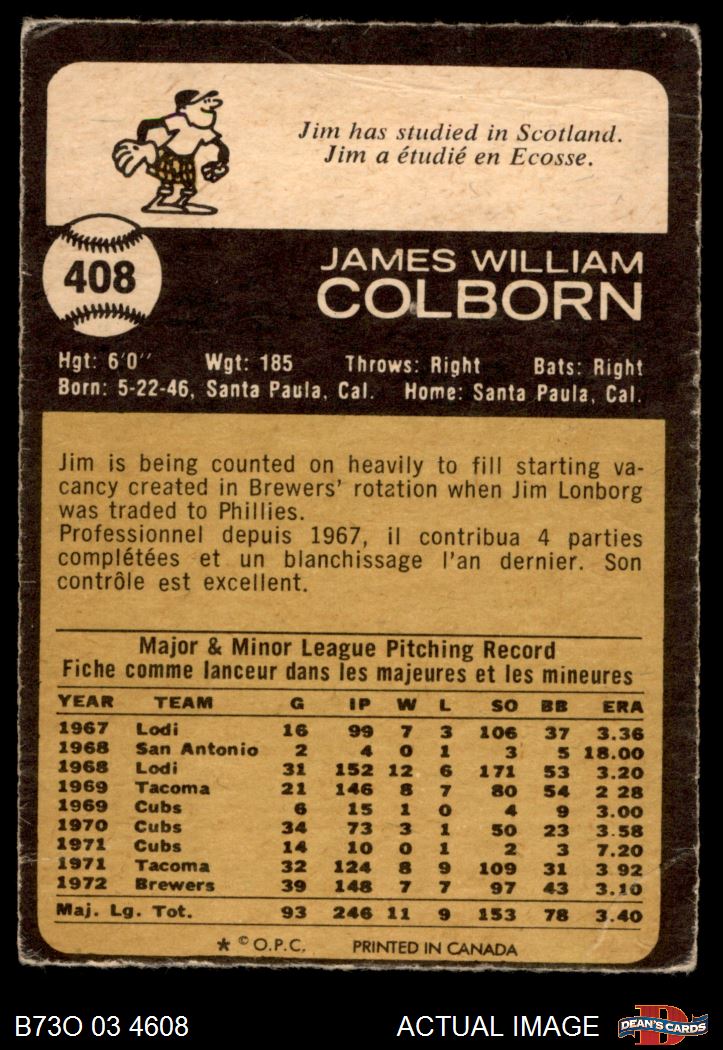 Jim has studied in Scotland.
Jim a étudié en Ecosse.
408
JAMES WILLIAM
COLBORN
Hgt: 6'0" Wgt: 185 Throws: Right Bats: Right
Born: 5-22-46, Santa Paula, Cal. Home: Santa Paula, Cal.
Jim is being counted on heavily to fill starting va-
cancy created in Brewers' rotation when Jim Lonborg
was traded to Phillies.
Professionnel depuis 1967, il contribua 4 parties
complétées et un blanchissage l'an dernier. Son
contrôle est excellent.
Major & Minor League Pitching Record
Fiche comme lanceur dans les majeures et les mineures
YEAR TEAM G IP W L SO BB ERA
1967 Lodi 16 99 7 3 106 37 3.36
1968 San Antonio 2 4 0 1 3 5 18.00
1968 Lodi 31 152 12 6 171 53 3.20
1969 Tacoma 21 146 8 7 80 54 2 28
1969 Cubs 6 15 1 0 4 9 3.00
1970 Cubs 34 73 3 1 50 23 3.58
1971 Cubs 14 10 0 1 2 3 7.20
1971 Tacoma 32 124 8 9 109 31 3 92
1972 Brewers 39 148 7 7 97 43 3.10
Maj. Lg. Tot. 93 246 11 9 153 78 3.40
★ © O.P.C. PRINTED IN CANADA
B73O 03 4608 ACTUAL IMAGE D DEAN'S CARDS